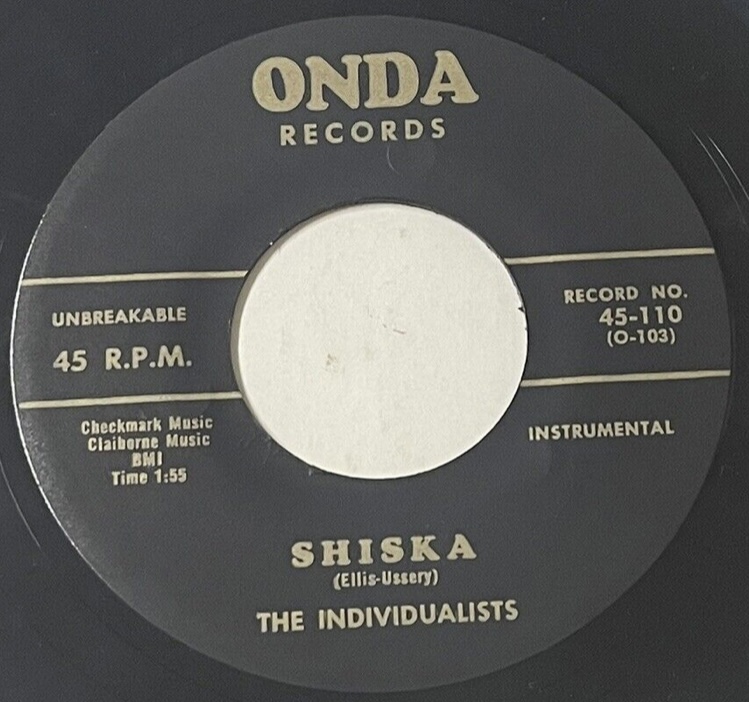 ONDA
RECORDS
UNBREAKABLE
45 R.P.M.
RECORD NO.
45-110
(O-103)
Checkmark Music
Claiborne Music
BMI
Time 1:55
INSTRUMENTAL
SHISKA
(Ellis-Ussery)
THE INDIVIDUALISTS